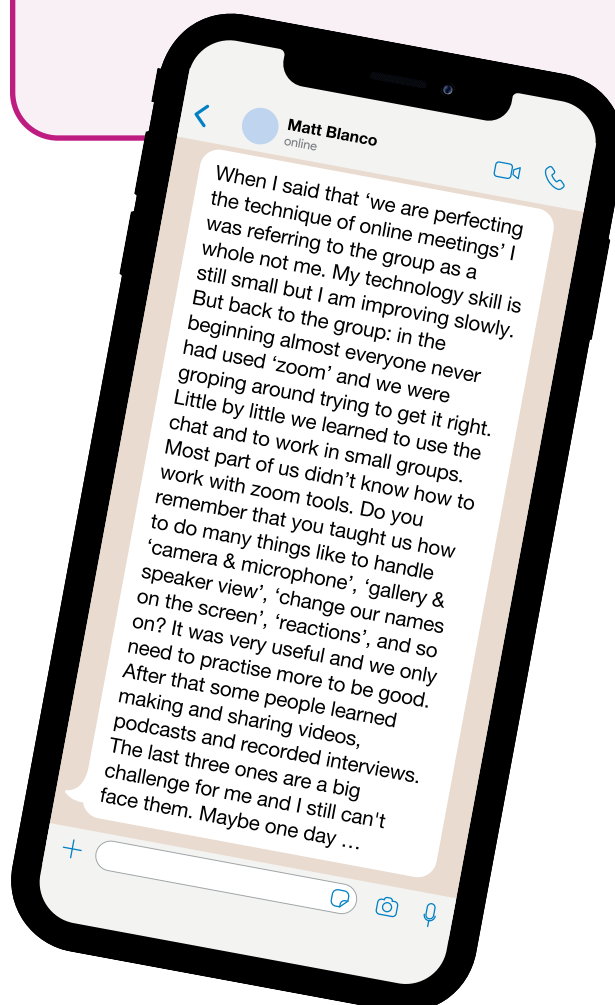 Matt Blanco
online
When I said that ‘we are perfecting
the technique of online meetings’ I
was referring to the group as a
whole not me. My technology skill is
still small but I am improving slowly.
But back to the group: in the
beginning almost everyone never
had used ‘zoom’ and we were
groping around trying to get it right.
Little by little we learned to use the
chat and to work in small groups.
Most part of us didn’t know how to
work with zoom tools. Do you
remember that you taught us how
to do many things like to handle
‘camera & microphone’, ‘gallery &
speaker view’, ‘change our names
on the screen’, ‘reactions’, and so
on? It was very useful and we only
need to practise more to be good.
After that some people learned
making and sharing videos,
podcasts and recorded interviews.
The last three ones are a big
challenge for me and I still can't
face them. Maybe one day …